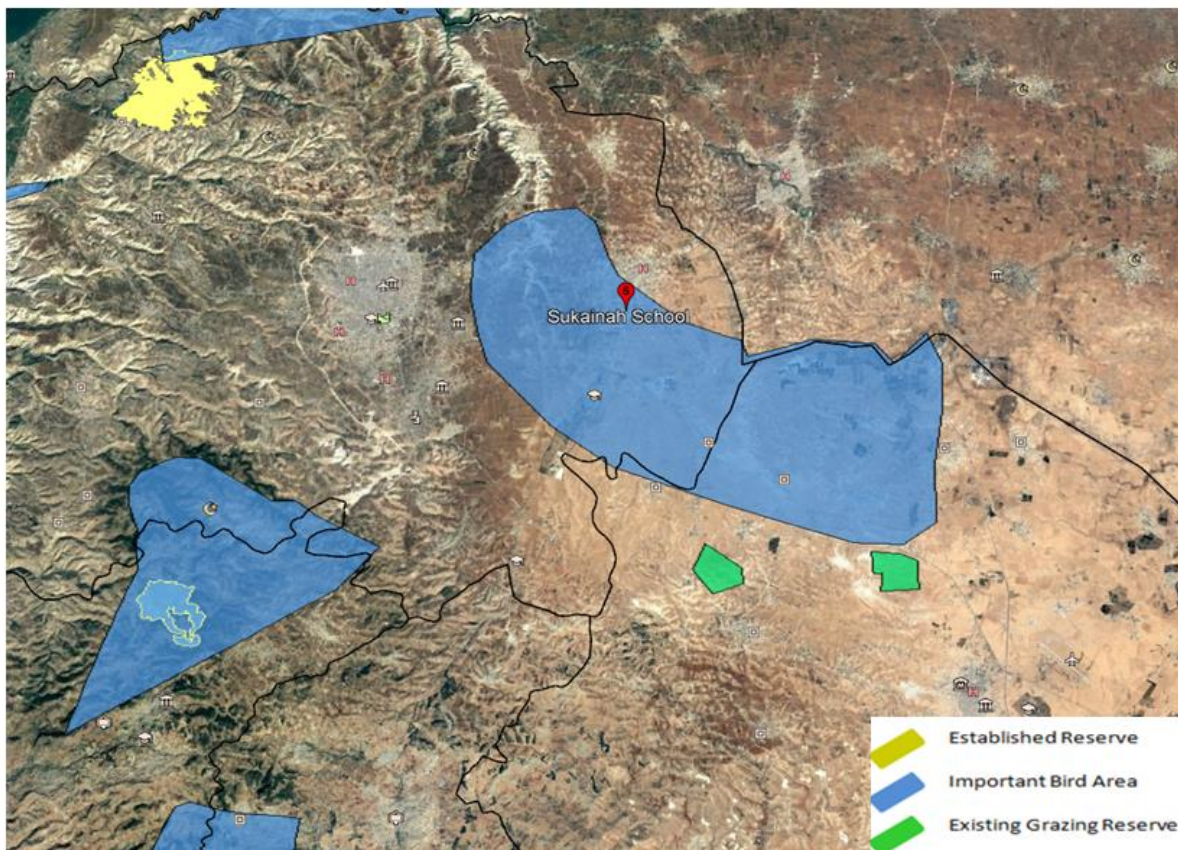 H
H
H
S
Sukainah School
H
H
H
Established Reserve
Important Bird Area
Existing Grazing Reserve